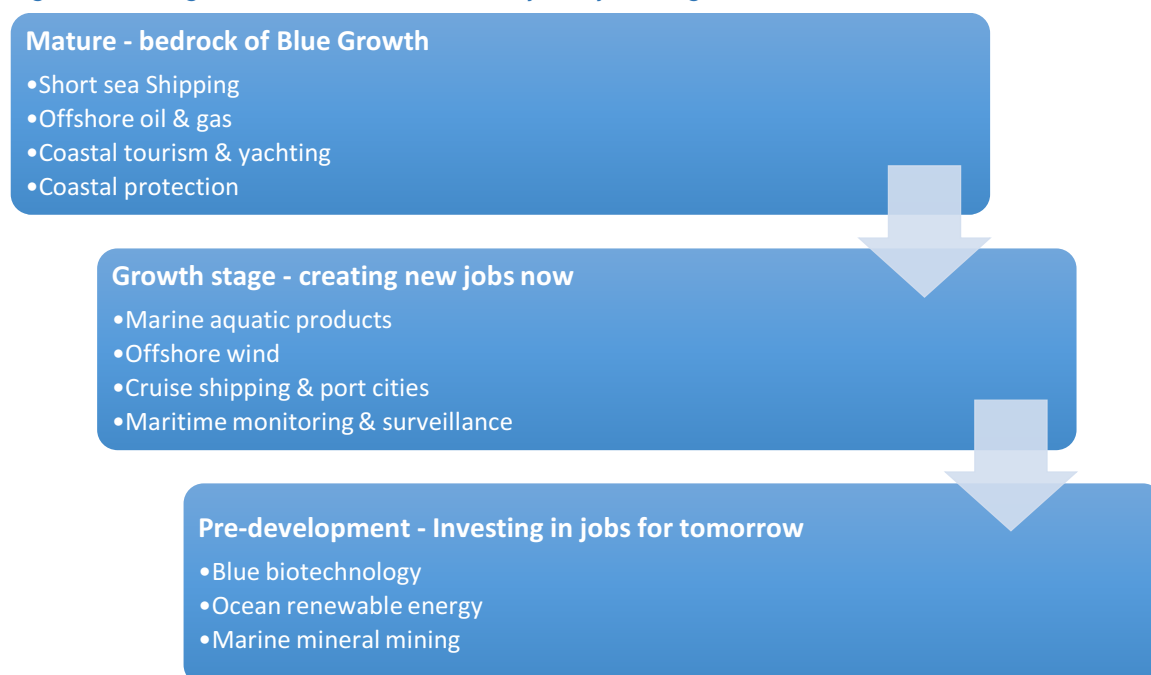 Mature - bedrock of Blue Growth
•Short sea Shipping
•Offshore oil & gas
•Coastal tourism & yachting
•Coastal protection
Growth stage - creating new jobs now
•Marine aquatic products
•Offshore wind
•Cruise shipping & port cities
•Maritime monitoring & surveillance
Pre-development - Investing in jobs for tomorrow
•Blue biotechnology
•Ocean renewable energy
•Marine mineral mining